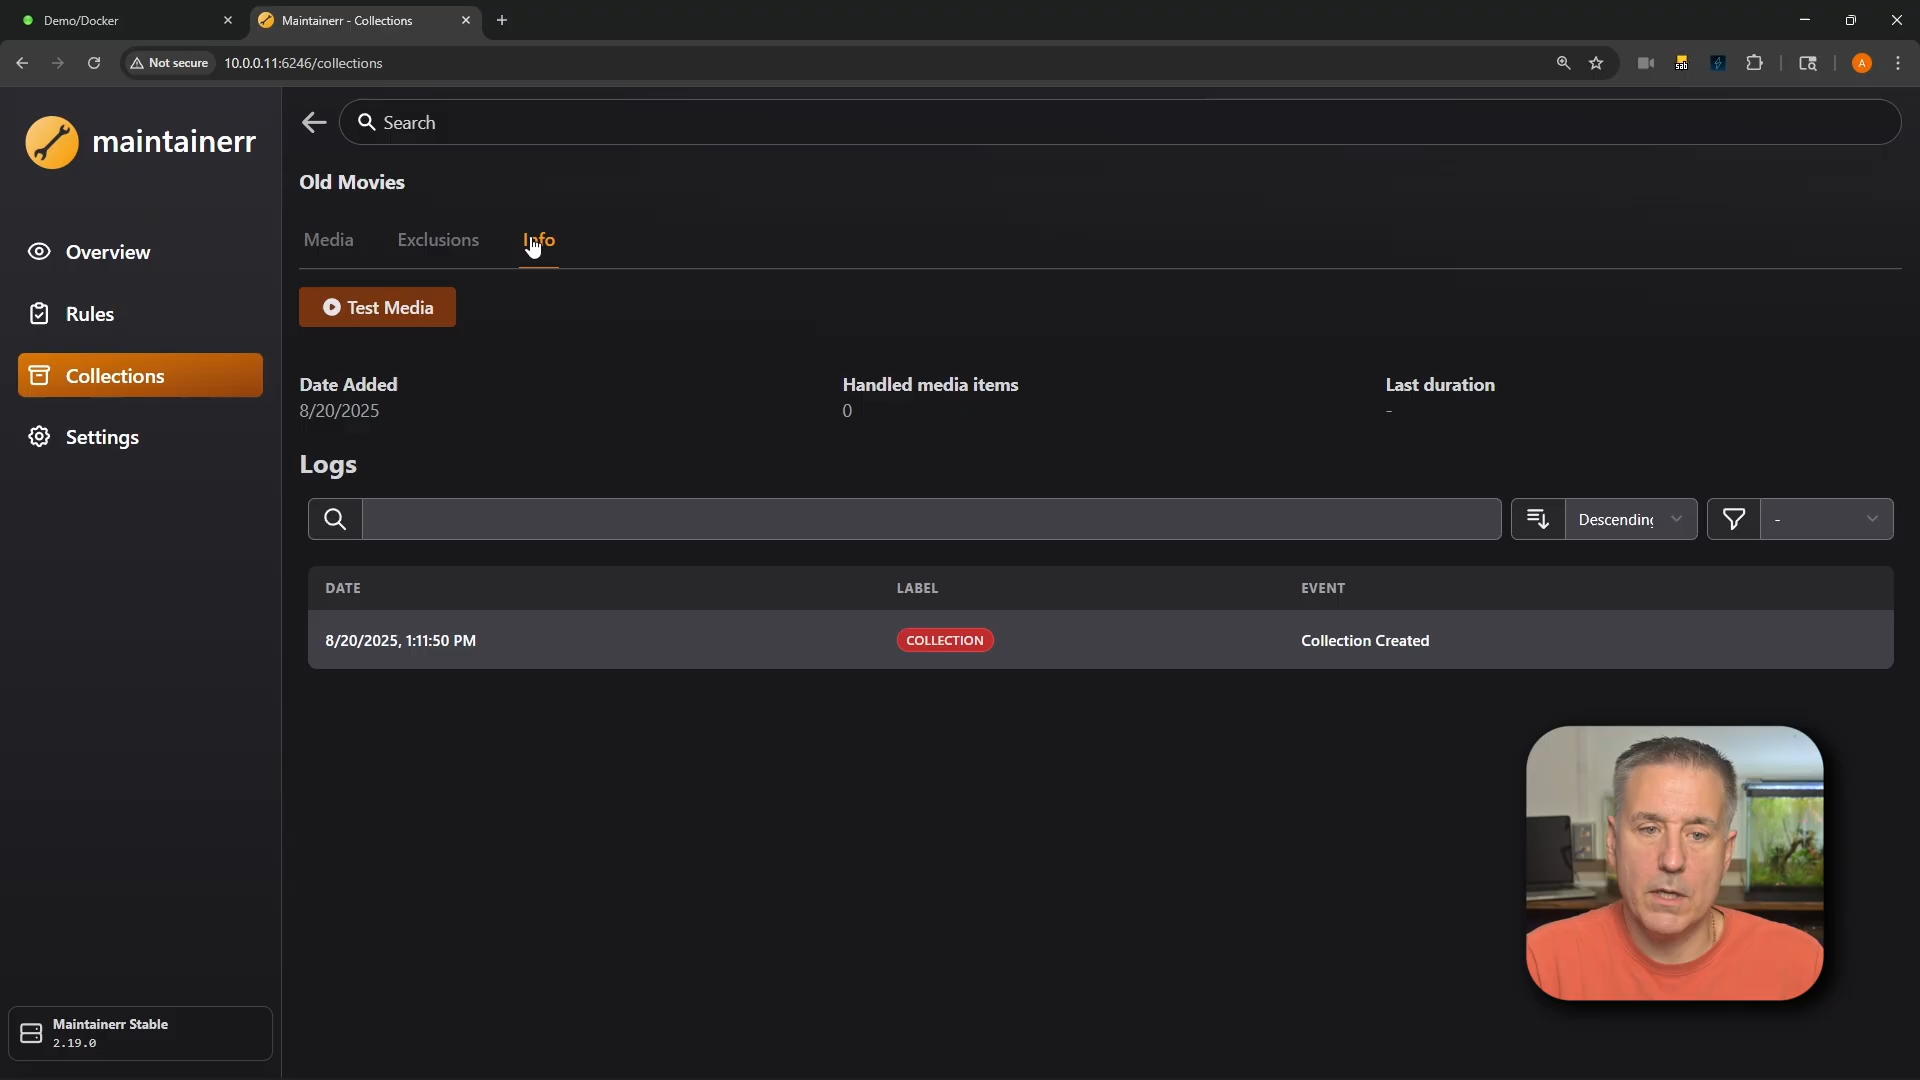 Demo/Docker
Maintainerr - Collections
Not secure
10.0.0.11:6246/collections
sab
A
maintainerr
Search
Old Movies
Media
Exclusions
Info
Overview
Rules
Collections
Settings
Test Media
Date Added
8/20/2025
Handled media items
0
Last duration
-
Logs
Descending
-
DATE
LABEL
EVENT
8/20/2025, 1:11:50 PM
COLLECTION
Collection Created
Maintainerr Stable
2.19.0